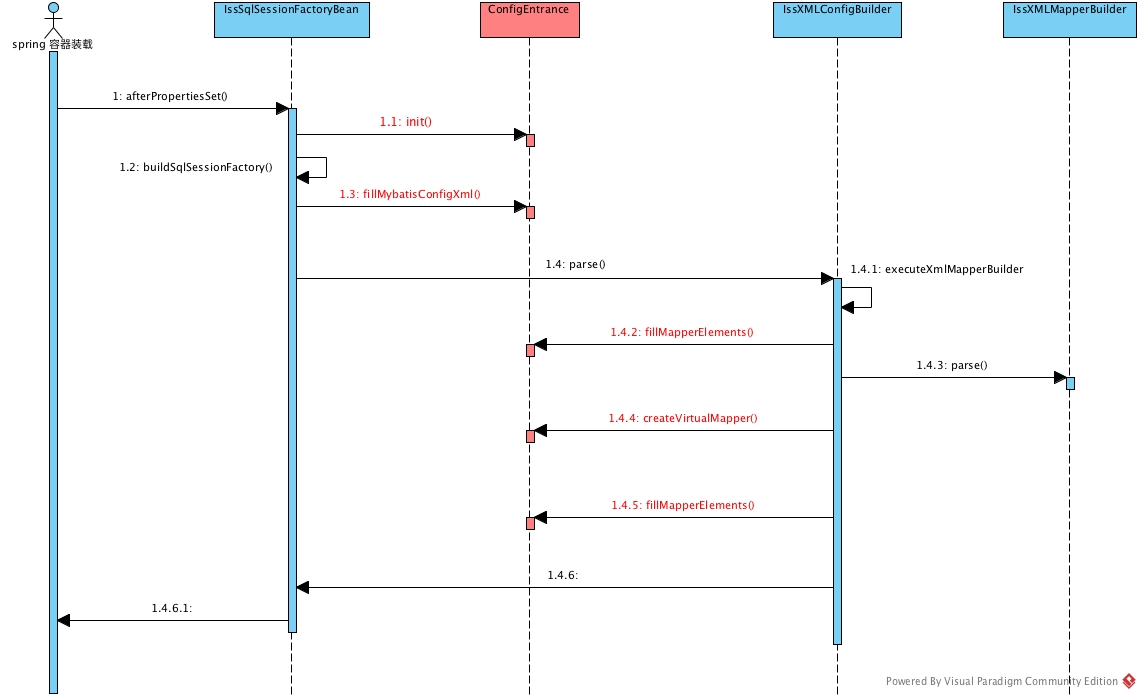 IssSqlSessionFactoryBean
ConfigEntrance
IssXMLConfigBuilder
IssXMLMapperBuilder
spring 容器装载
1: afterPropertiesSet()
1.1: init()
1.2: buildSqlSessionFactory()
1.3: fillMybatisConfigXml()
1.4: parse()
1.4.1: executeXmlMapperBuilder
1.4.2: fillMapperElements()
1.4.3: parse()
1.4.4: createVirtualMapper()
1.4.5: fillMapperElements()
1.4.6:
1.4.6.1:
Powered By Visual Paradigm Community Edition